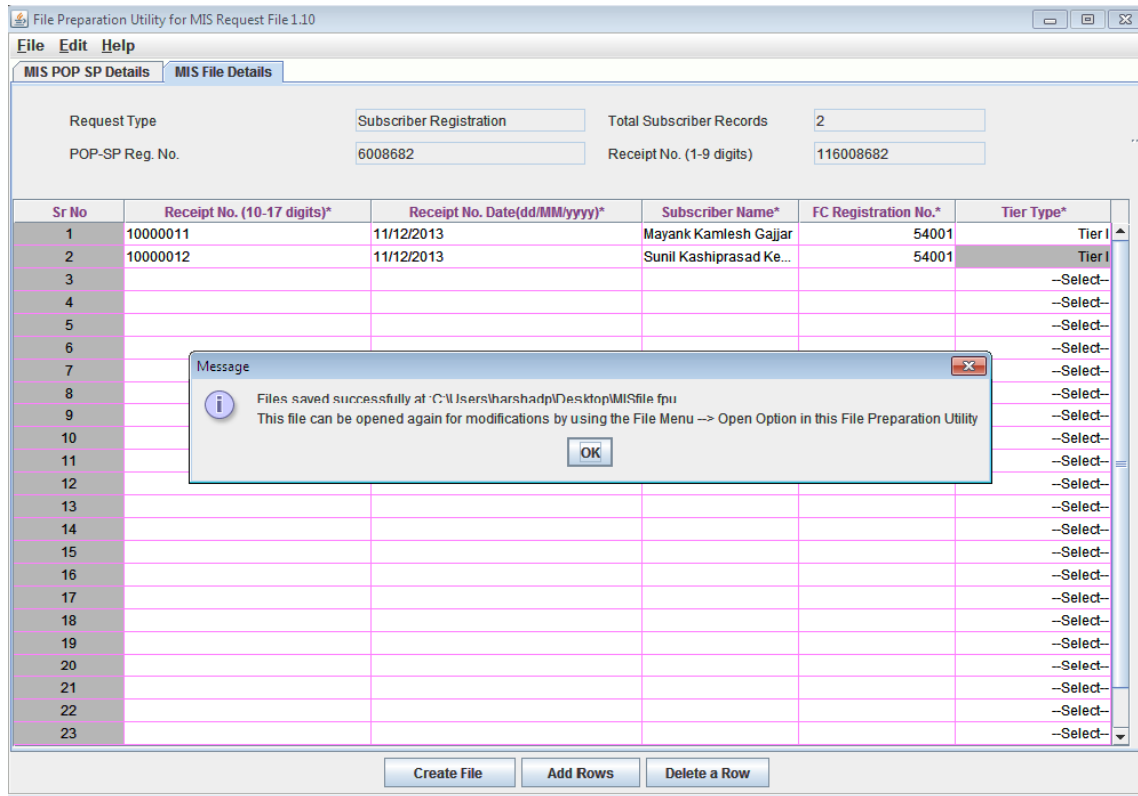 File Preparation Utility for MIS Request File 1.10
File Edit Help
MIS POP SP Details MIS File Details
Request Type Subscriber Registration Total Subscriber Records 2
POP-SP Reg. No. 6008682 Receipt No. (1-9 digits) 116008682
Sr No Receipt No. (10-17 digits)* Receipt No. Date(dd/MM/yyyy)* Subscriber Name* FC Registration No.* Tier Type*
1 10000011 11/12/2013 Mayank Kamlesh Gajjar 54001 Tier I
2 10000012 11/12/2013 Sunil Kashiprasad Ke... 54001 Tier I
3 --Select--
4 --Select--
5 --Select--
6 --Select--
Message
7 --Select--
8 Files saved successfully at :C:\Users\harshadp\Desktop\MISfile.fpu --Select--
9 This file can be opened again for modifications by using the File Menu --> Open Option in this File Preparation Utility --Select--
10 OK --Select--
11 --Select--
12 --Select--
13 --Select--
14 --Select--
15 --Select--
16 --Select--
17 --Select--
18 --Select--
19 --Select--
20 --Select--
21 --Select--
22 --Select--
23 --Select--
Create File Add Rows Delete a Row